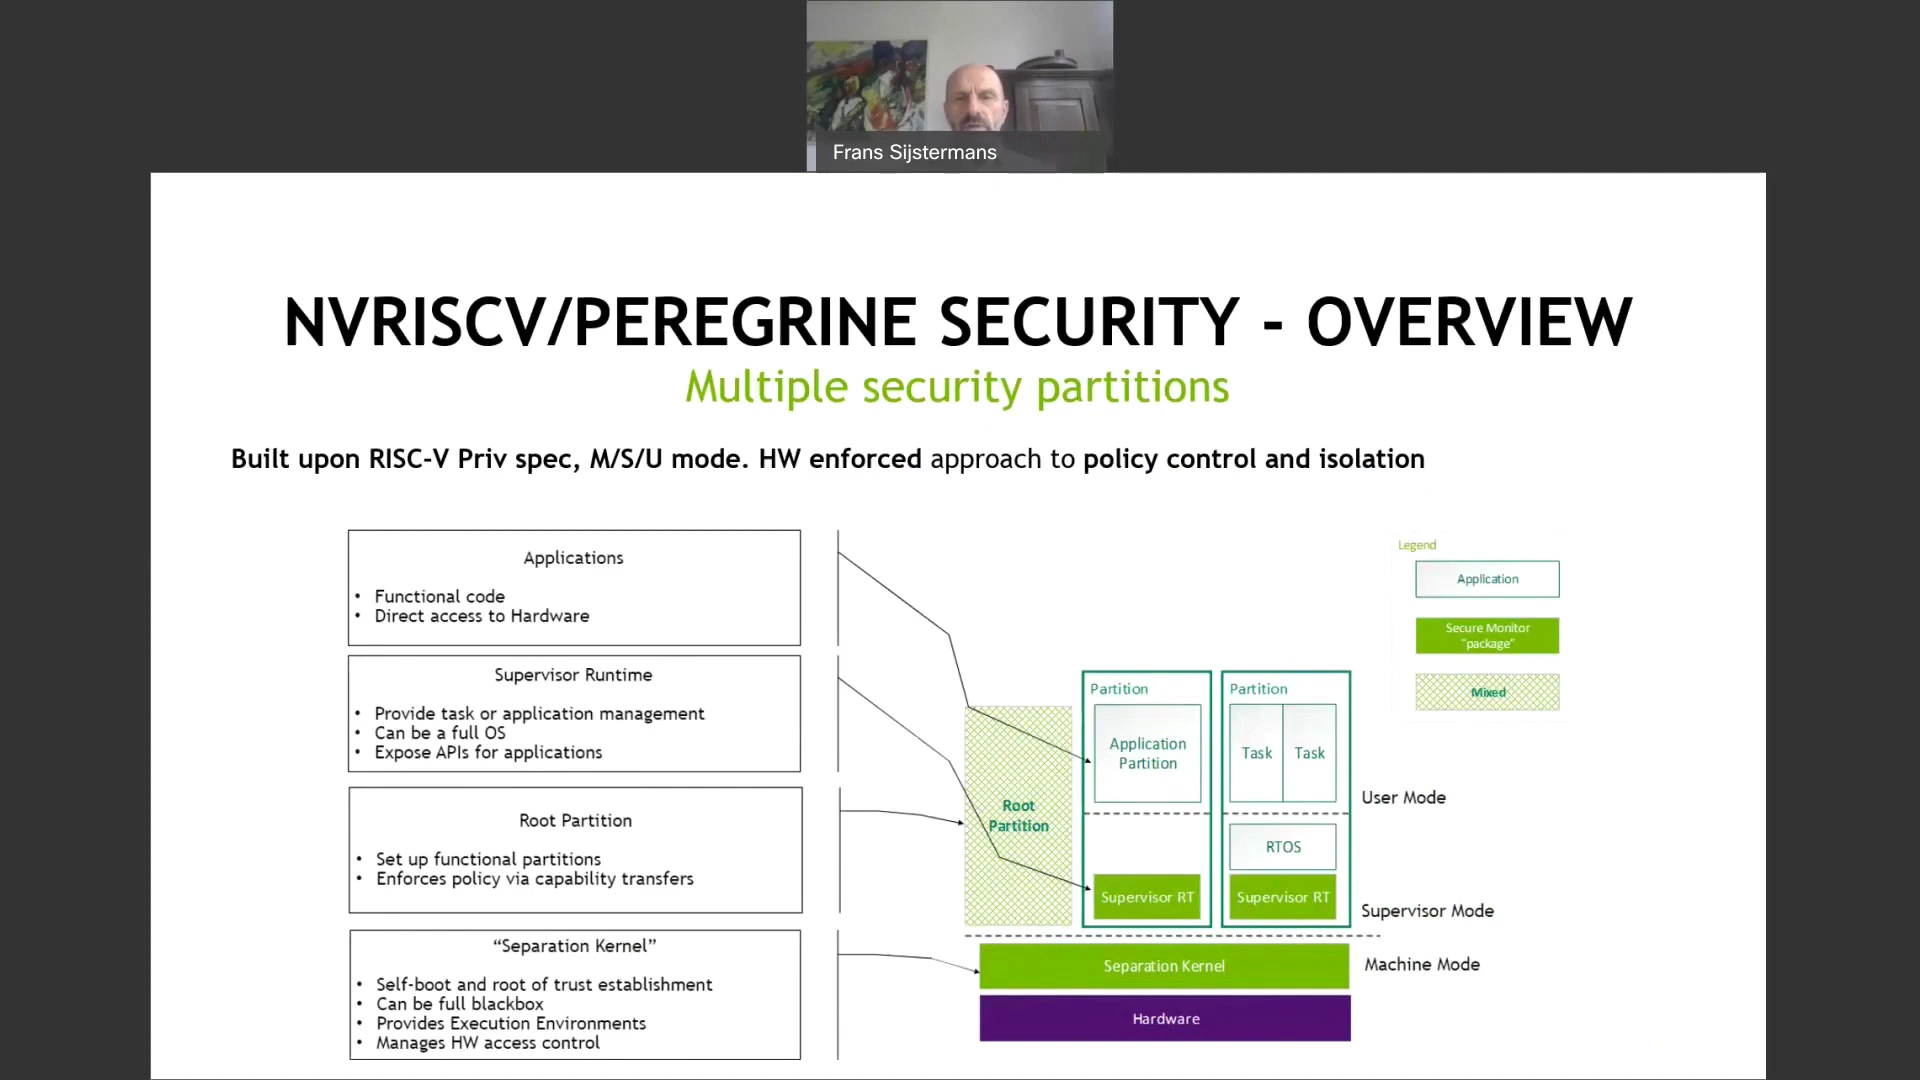 Frans Sijstermans
NVRISCV/PEREGRINE SECURITY - OVERVIEW
Multiple security partitions
Built upon RISC-V Priv spec, M/S/U mode. HW enforced approach to policy control and isolation
Applications
• Functional code
• Direct access to Hardware
Supervisor Runtime
• Provide task or application management
• Can be a full OS
• Expose APIs for applications
Root Partition
• Set up functional partitions
• Enforces policy via capability transfers
“Separation Kernel”
• Self-boot and root of trust establishment
• Can be full blackbox
• Provides Execution Environments
• Manages HW access control
Root
Partition
Partition
Application
Partition
Supervisor RT
Partition
Task Task
RTOS
Supervisor RT
User Mode
Supervisor Mode
Separation Kernel
Machine Mode
Hardware
Legend
Application
Secure Monitor
"package"
Mixed